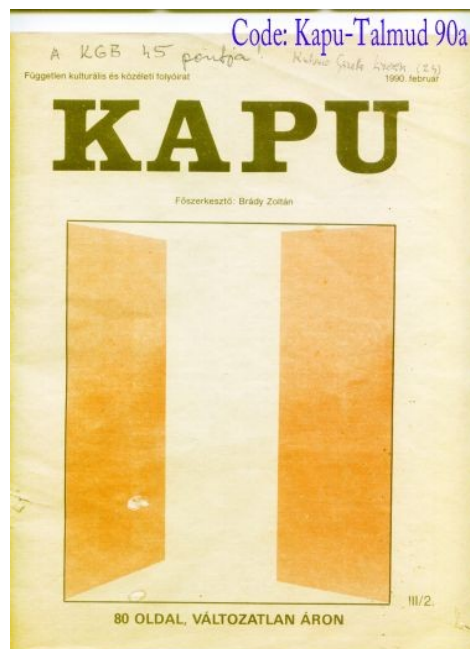 Code: Kapu-Talmud 90a
A KGB 45 pontja!
Független kulturális és közéleti folyóirat
1990. február
KAPU
Főszerkesztő: Brády Zoltán
III/2.
80 OLDAL, VÁLTOZATLAN ÁRON